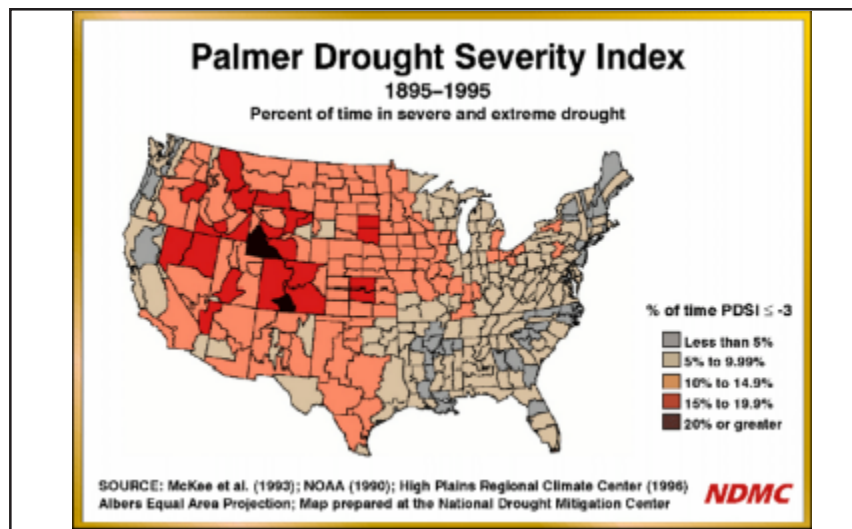 Palmer Drought Severity Index
1895–1995
Percent of time in severe and extreme drought
% of time PDSI ≤ -3
Less than 5%
5% to 9.99%
10% to 14.9%
15% to 19.9%
20% or greater
SOURCE: McKee et al. (1993); NOAA (1990); High Plains Regional Climate Center (1996)
Albers Equal Area Projection; Map prepared at the National Drought Mitigation Center
NDMC